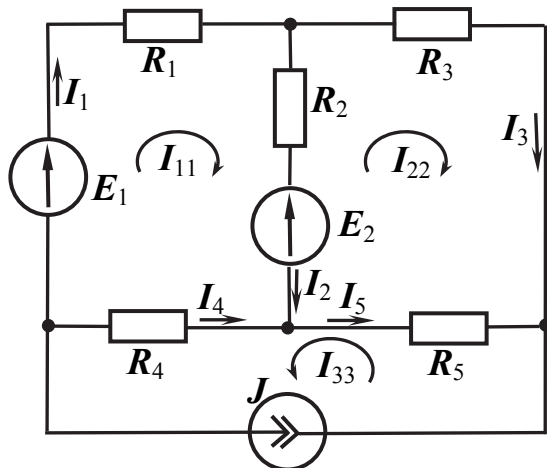 R₁
R₃
I₁
R₂
I₃
I₁₁
I₂₂
E₁
E₂
I₂
I₄
I₅
R₄
I₃₃
R₅
J